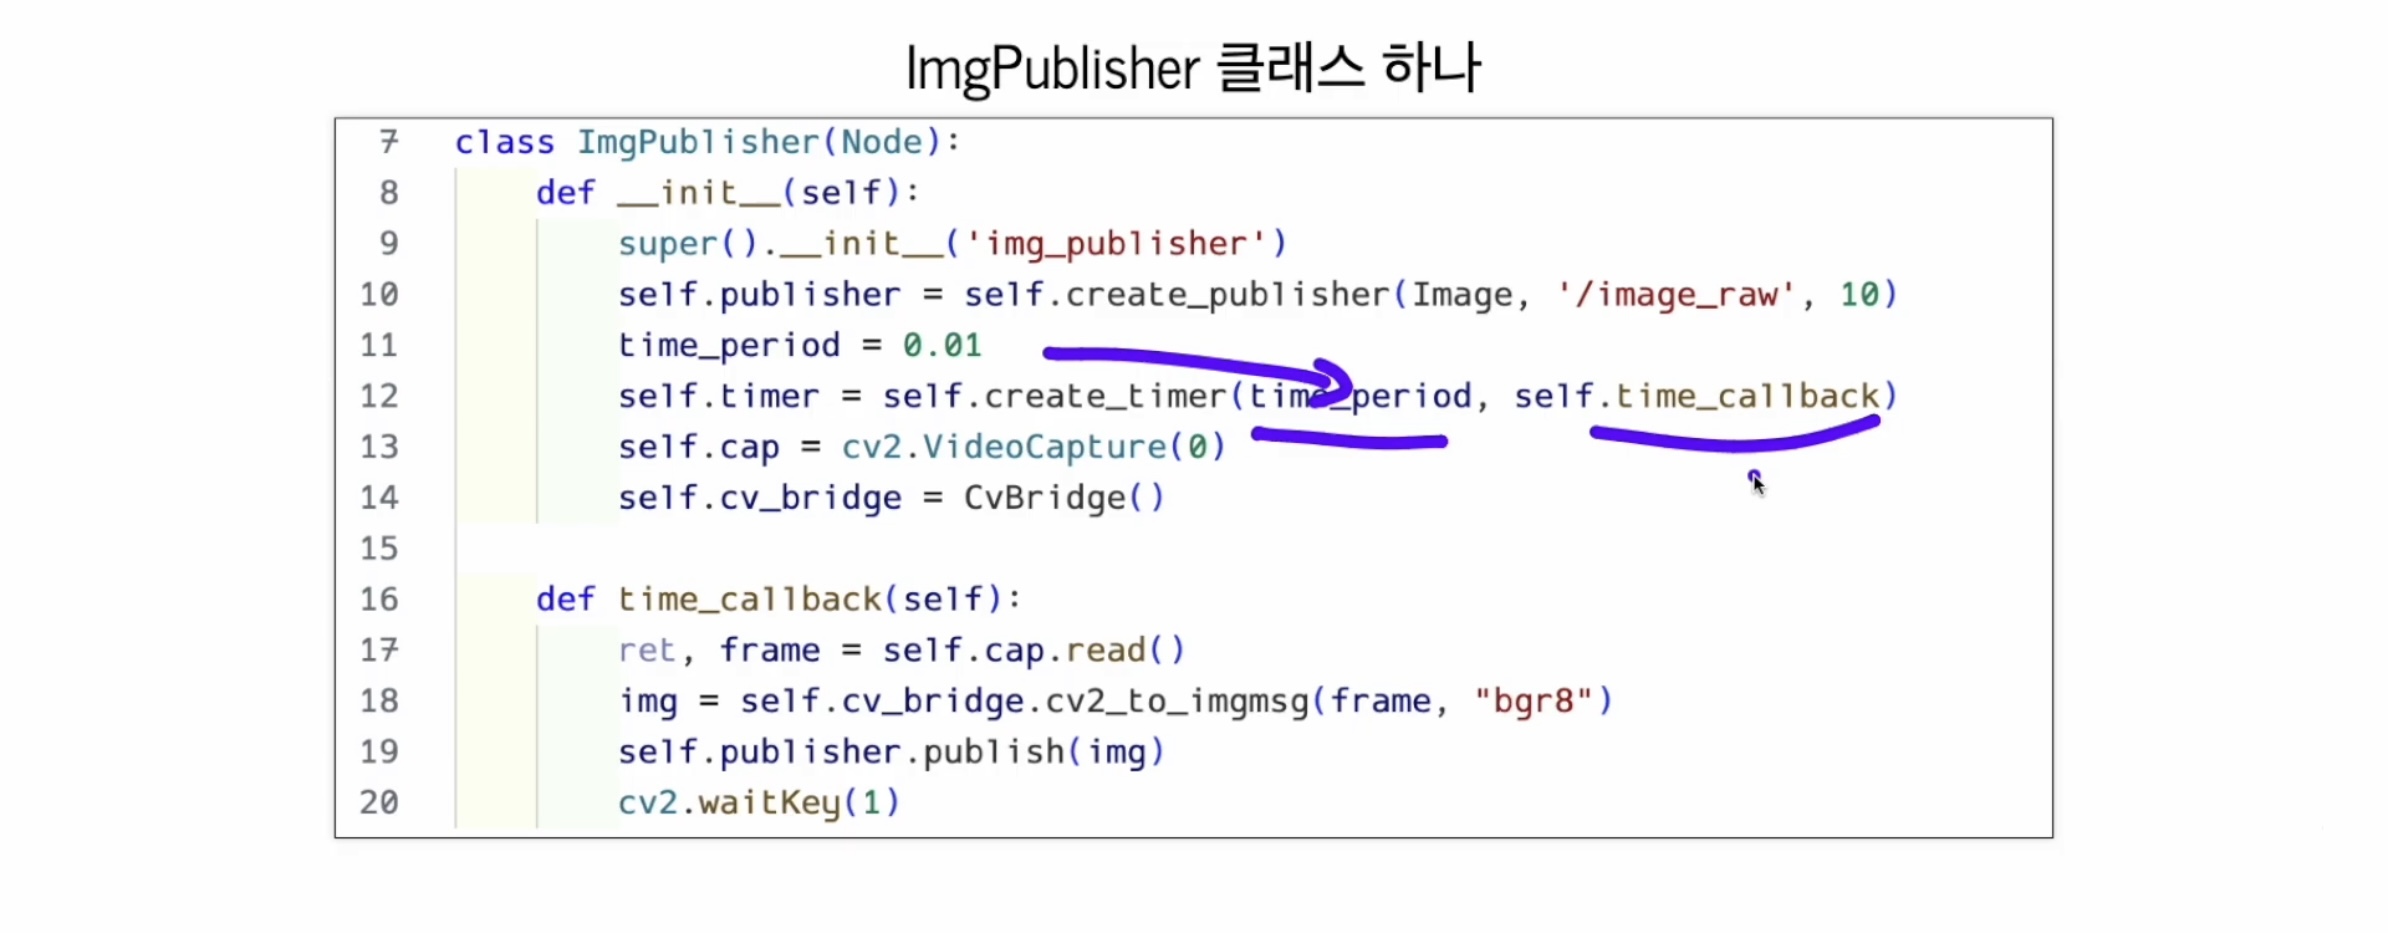 ImgPublisher 클래스 하나
7 class ImgPublisher(Node):
8 def __init__(self):
9 super().__init__('img_publisher')
10 self.publisher = self.create_publisher(Image, '/image_raw', 10)
11 time_period = 0.01
12 self.timer = self.create_timer(time_period, self.time_callback)
13 self.cap = cv2.VideoCapture(0)
14 self.cv_bridge = CvBridge()
15
16 def time_callback(self):
17 ret, frame = self.cap.read()
18 img = self.cv_bridge.cv2_to_imgmsg(frame, "bgr8")
19 self.publisher.publish(img)
20 cv2.waitKey(1)